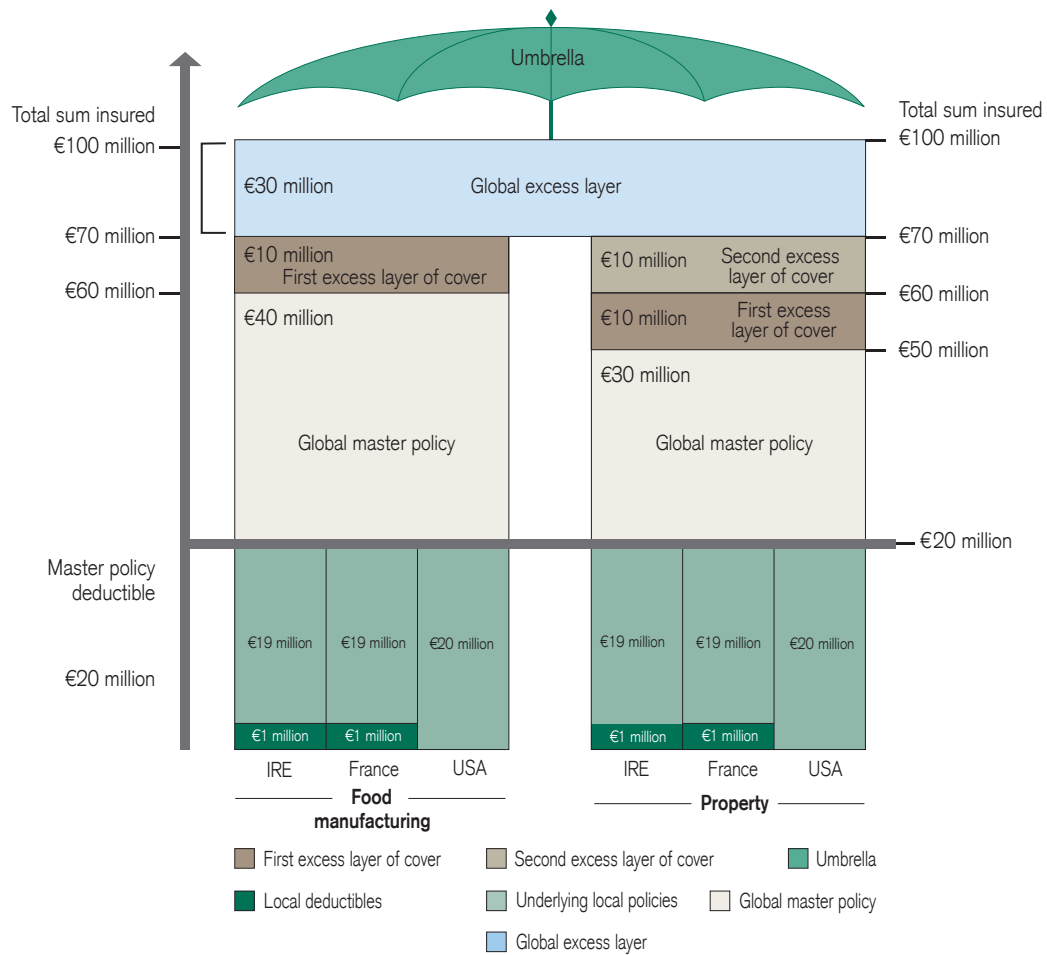 Umbrella
Total sum insured
€100 million
€70 million
€60 million
Total sum insured
€100 million
€70 million
€60 million
€50 million
€30 million
Global excess layer
€10 million
First excess layer of cover
€40 million
Global master policy
€10 million
Second excess
layer of cover
€10 million
First excess
layer of cover
€30 million
Global master policy
€20 million
Master policy
deductible
€20 million
€19 million
€19 million
€20 million
€1 million
€1 million
€19 million
€19 million
€20 million
€1 million
€1 million
IRE
France
USA
Food
manufacturing
IRE
France
USA
Property
First excess layer of cover
Second excess layer of cover
Umbrella
Local deductibles
Underlying local policies
Global master policy
Global excess layer